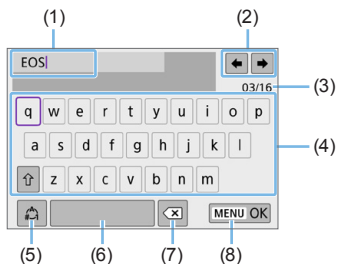 (1) (2)
EOS
03/16 (3)
q w e r t y u i o p
a s d f g h j k l (4)
z x c v b n m
MENU OK
(5) (6) (7) (8)